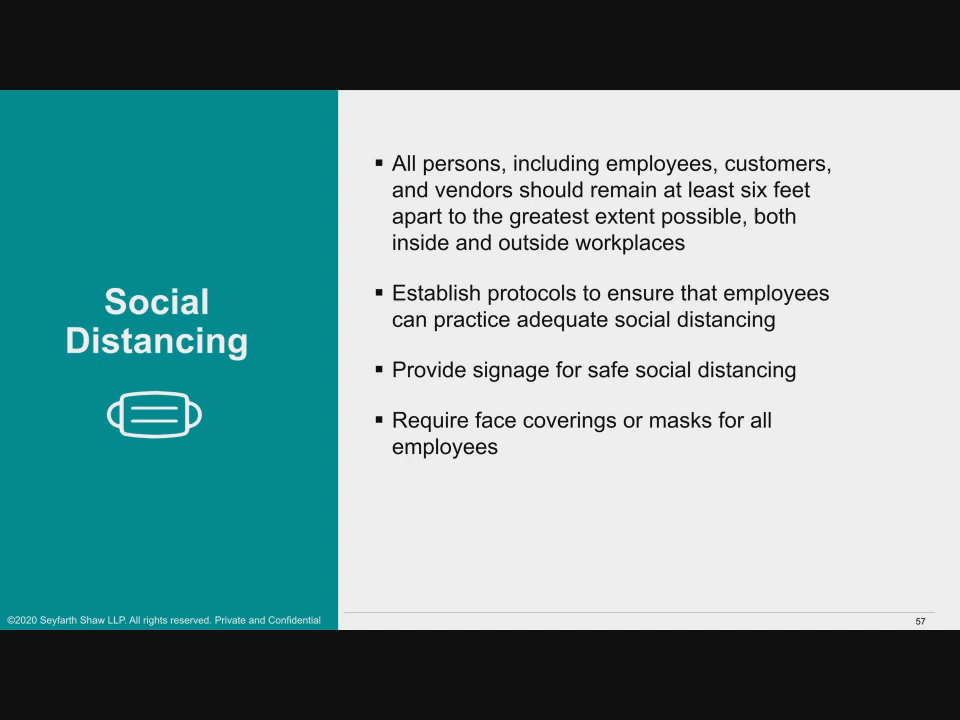 Social
Distancing
▪ All persons, including employees, customers,
and vendors should remain at least six feet
apart to the greatest extent possible, both
inside and outside workplaces
▪ Establish protocols to ensure that employees
can practice adequate social distancing
▪ Provide signage for safe social distancing
▪ Require face coverings or masks for all
employees
©2020 Seyfarth Shaw LLP. All rights reserved. Private and Confidential
57